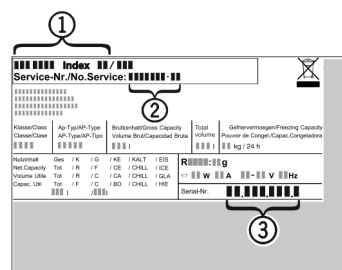 1
Index /
Service-Nr./No.Service: -
2
Klasse/Class
Classe/Clase
Ap-Typ/AP-Type
AP-Typo/AP-Tipo
Bruttoinhalt/Gross Capacity
Volume Brut/Capacidad Bruta
l
Total
volume
l
Gefriervermoegen/Freezing Capacity
Pouvoir de Congel./Capac.Congeladora
kg / 24 h
Nutzinhalt Ges / K / G / KE / KALT / EIS
Net.Capacity Tot / R / F / CE / CHILL / ICE
Volume Utile Tot / R / C / CA / CHILL / GLA
Capac. Util Tot / F / C / BO / CHILL / HIE
l / l
R : g
W A - V Hz
Serial-Nr. . . .
3